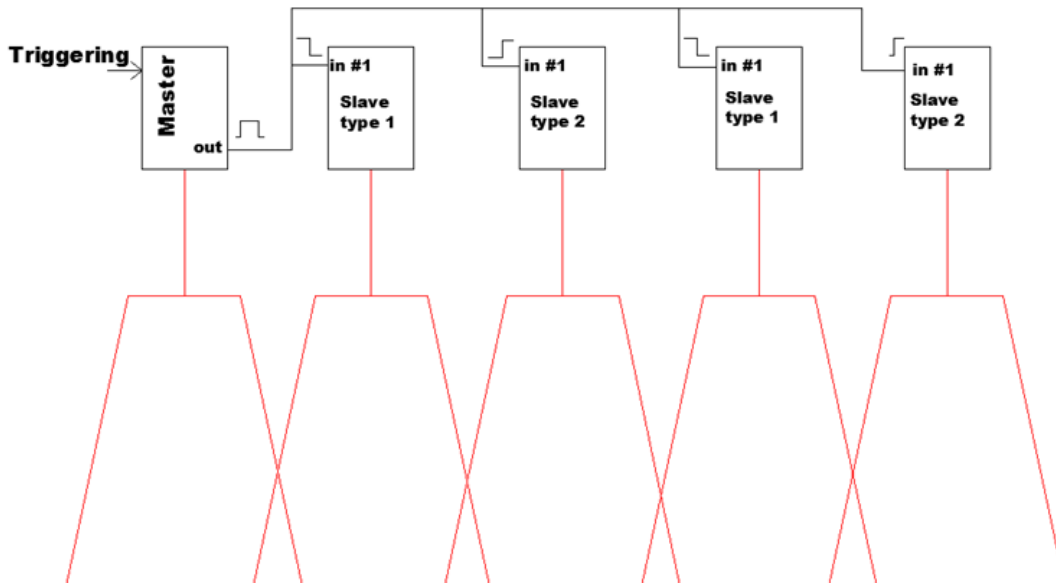 Triggering
Master
out
in #1
Slave
type 1
in #1
Slave
type 2
in #1
Slave
type 1
in #1
Slave
type 2